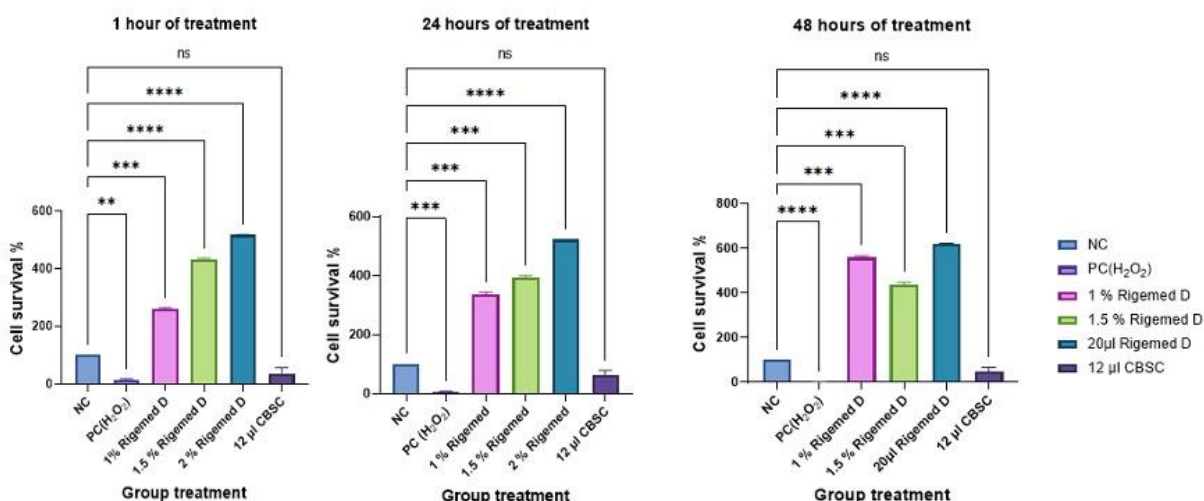 1 hour of treatment
ns
****
****
***
**
Cell survival %
600
400
200
0
NC
PC(H₂O₂)
1% Rigemed D
1.5 % Rigemed D
2 % Rigemed D
12 µl CBSC
Group treatment
24 hours of treatment
ns
****
***
***
***
Cell survival %
600
400
200
0
NC
PC (H₂O₂)
1 % Rigemed
1.5 % Rigemed
2 % Rigemed
12 µl CBSC
Group treatment
48 hours of treatment
ns
****
***
***
****
Cell survival %
800
600
400
200
0
NC
PC(H₂O₂)
1 % Rigemed D
1.5 % Rigemed D
20µl Rigemed D
12 µl CBSC
Group treatment
NC
PC(H₂O₂)
1 % Rigemed D
1.5 % Rigemed D
20µl Rigemed D
12 µl CBSC